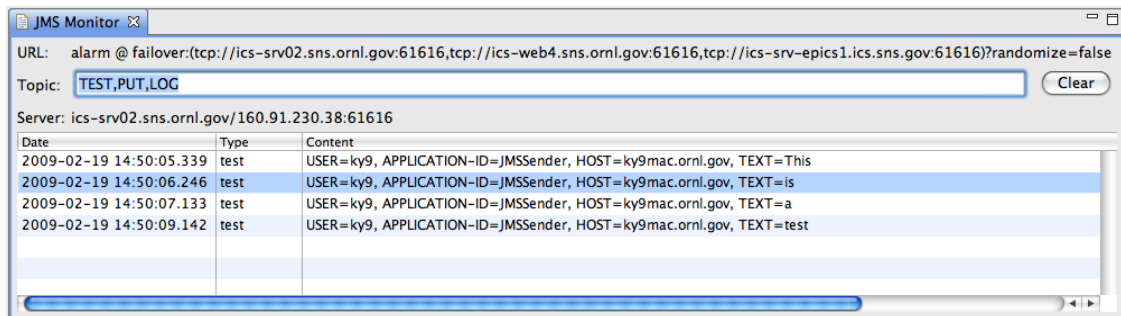 JMS Monitor
URL: alarm @ failover:(tcp://ics-srv02.sns.ornl.gov:61616,tcp://ics-web4.sns.ornl.gov:61616,tcp://ics-srv-epics1.ics.sns.gov:61616)?randomize=false
Topic: TEST,PUT,LOG Clear
Server: ics-srv02.sns.ornl.gov/160.91.230.38:61616
Date Type Content
2009-02-19 14:50:05.339 test USER=ky9, APPLICATION-ID=JMSSender, HOST=ky9mac.ornl.gov, TEXT=This
2009-02-19 14:50:06.246 test USER=ky9, APPLICATION-ID=JMSSender, HOST=ky9mac.ornl.gov, TEXT=is
2009-02-19 14:50:07.133 test USER=ky9, APPLICATION-ID=JMSSender, HOST=ky9mac.ornl.gov, TEXT=a
2009-02-19 14:50:09.142 test USER=ky9, APPLICATION-ID=JMSSender, HOST=ky9mac.ornl.gov, TEXT=test